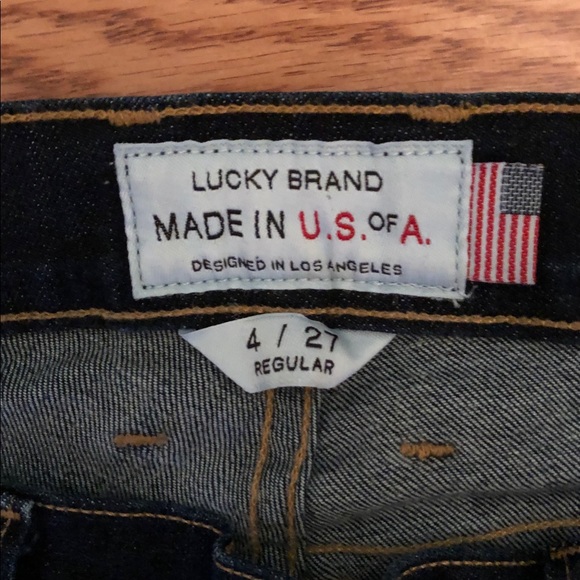 LUCKY BRAND
MADE IN U.S. OF A.
DESIGNED IN LOS ANGELES
4 / 27
REGULAR